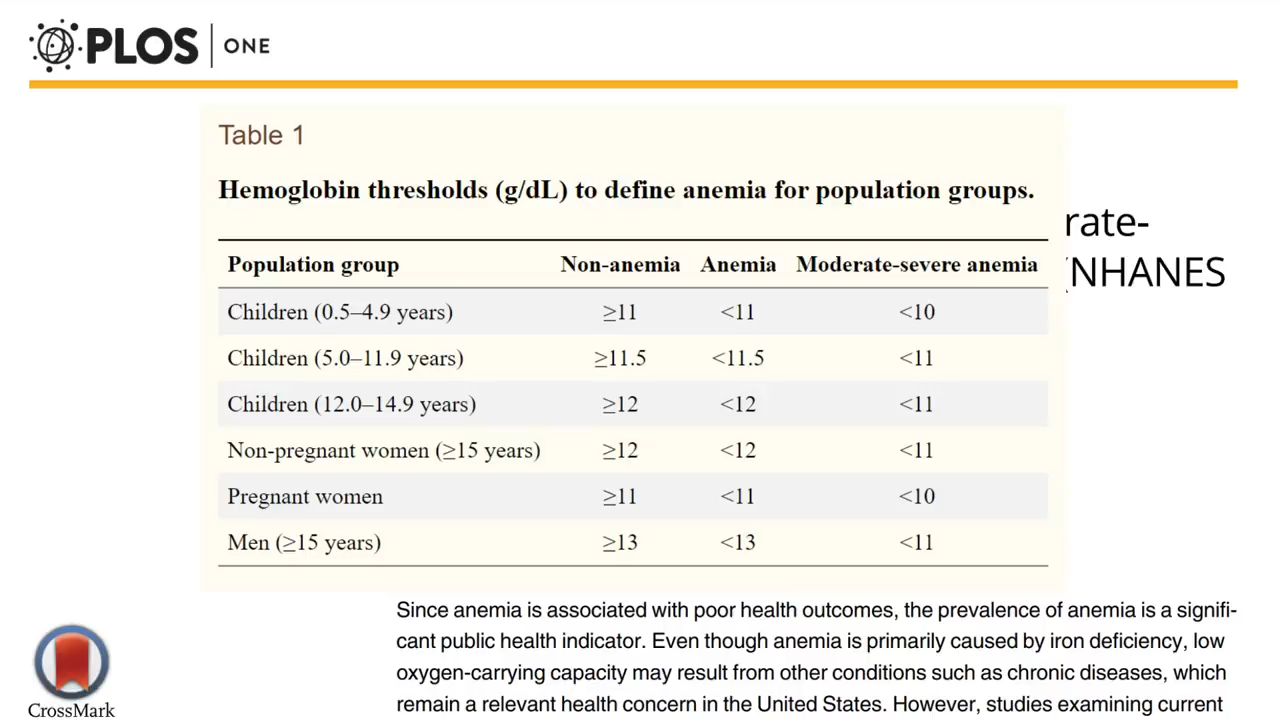 PLOS ONE
Table 1
Hemoglobin thresholds (g/dL) to define anemia for population groups.
rate-
(NHANES
Population group Non-anemia Anemia Moderate-severe anemia
Children (0.5–4.9 years) ≥11 <11 <10
Children (5.0–11.9 years) ≥11.5 <11.5 <11
Children (12.0–14.9 years) ≥12 <12 <11
Non-pregnant women (≥15 years) ≥12 <12 <11
Pregnant women ≥11 <11 <10
Men (≥15 years) ≥13 <13 <11
Since anemia is associated with poor health outcomes, the prevalence of anemia is a signifi-
cant public health indicator. Even though anemia is primarily caused by iron deficiency, low
oxygen-carrying capacity may result from other conditions such as chronic diseases, which
remain a relevant health concern in the United States. However, studies examining current
CrossMark